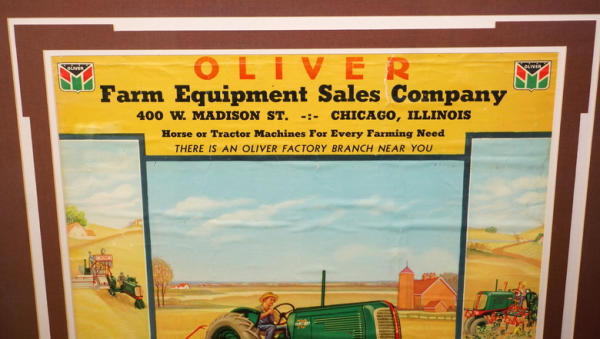 OLIVER
OLIVER
OLIVER
Farm Equipment Sales Company
400 W. MADISON ST. -:- CHICAGO, ILLINOIS
Horse or Tractor Machines For Every Farming Need
THERE IS AN OLIVER FACTORY BRANCH NEAR YOU